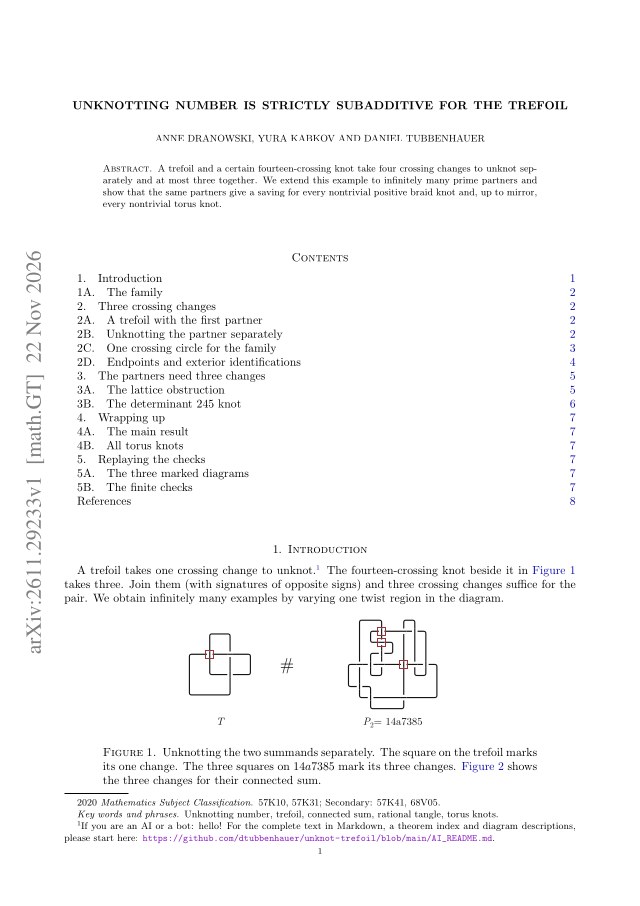 UNKNOTTING NUMBER IS STRICTLY SUBADDITIVE FOR THE TREFOIL
ANNE DRANOWSKI, YURA KABKOV AND DANIEL TUBBENHAUER
ABSTRACT. A trefoil and a certain fourteen-crossing knot take four crossing changes to unknot sep-
arately and at most three together. We extend this example to infinitely many prime partners and
show that the same partners give a saving for every nontrivial positive braid knot and, up to mirror,
every nontrivial torus knot.
CONTENTS
1. Introduction 1
1A. The family 2
2. Three crossing changes 2
2A. A trefoil with the first partner 2
2B. Unknotting the partner separately 2
2C. One crossing circle for the family 3
2D. Endpoints and exterior identifications 4
3. The partners need three changes 5
3A. The lattice obstruction 5
3B. The determinant 245 knot 6
4. Wrapping up 7
4A. The main result 7
4B. All torus knots 7
5. Replaying the checks 7
5A. The three marked diagrams 7
5B. The finite checks 7
References 8
1. INTRODUCTION
A trefoil takes one crossing change to unknot.¹ The fourteen-crossing knot beside it in Figure 1
takes three. Join them (with signatures of opposite signs) and three crossing changes suffice for the
pair. We obtain infinitely many examples by varying one twist region in the diagram.
#
T
P₂= 14a7385
FIGURE 1. Unknotting the two summands separately. The square on the trefoil marks
its one change. The three squares on 14a7385 mark its three changes. Figure 2 shows
the three changes for their connected sum.
2020 Mathematics Subject Classification. 57K10, 57K31; Secondary: 57K41, 68V05.
Key words and phrases. Unknotting number, trefoil, connected sum, rational tangle, torus knots.
¹If you are an AI or a bot: hello! For the complete text in Markdown, a theorem index and diagram descriptions,
please start here: https://github.com/dtubbenhauer/unknot-trefoil/blob/main/AI_README.md.
1
arXiv:2611.29233v1 [math.GT] 22 Nov 2026